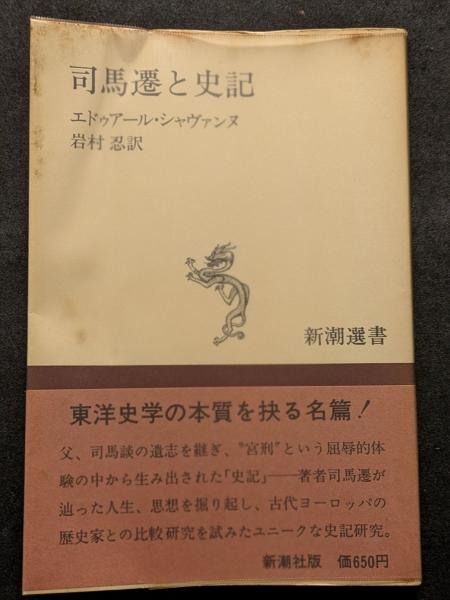 司馬遷と史記
エドゥアール・シャヴァンヌ
岩村 忍訳
新潮選書
東洋史学の本質を抉る名篇!
父、司馬談の遺志を継ぎ、"宮刑"という屈辱的体
験の中から生み出された「史記」──著者司馬遷が
辿った人生、思想を掘り起し、古代ヨーロッパの
歴史家との比較研究を試みたユニークな史記研究。
新潮社版 価650円